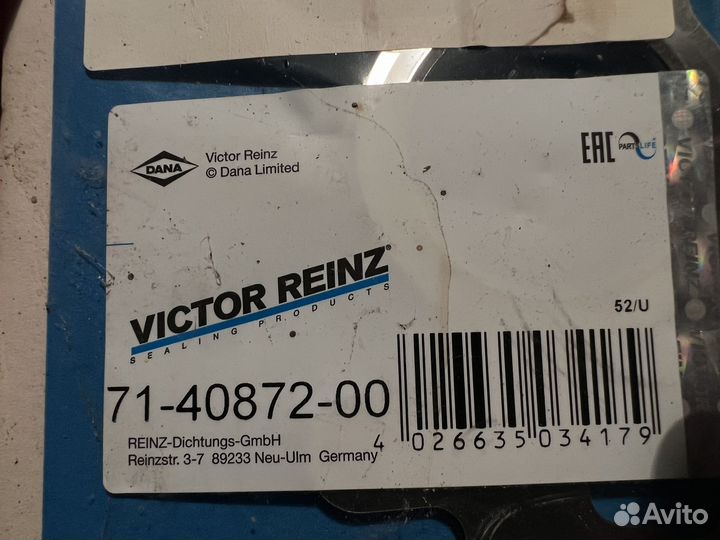 DANA
Victor Reinz
© Dana Limited
EAC
PARTSLIFE
VICTOR REINZ®
SEALING PRODUCTS
52/U
71-40872-00
REINZ-Dichtungs-GmbH
Reinzstr. 3-7 89233 Neu-Ulm Germany
4 026635 034179
Avito